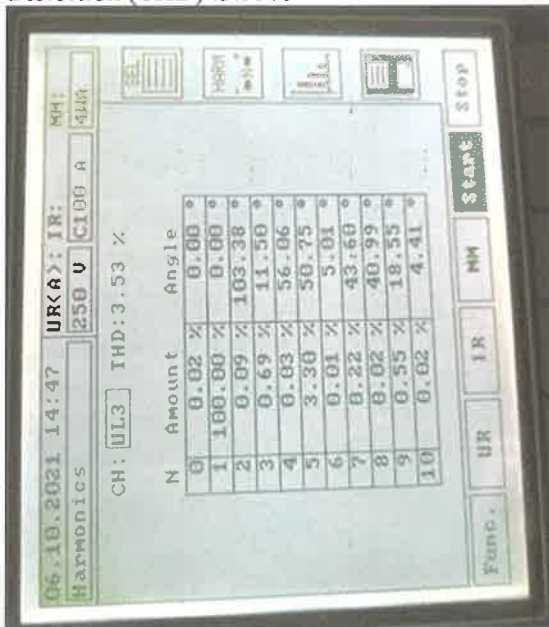 06.10.2021 14:47 UR(A): IR: MM:
Harmonics 250 V C100 A
CH: UL3 THD:3.53 %
N Amount Angle
0 0.02 % 0.00 °
1 100.00 % 0.00 °
2 0.09 % 103.38 °
3 0.69 % 11.50 °
4 0.03 % 56.06 °
5 3.30 % 50.75 °
6 0.01 % 5.01 °
7 0.22 % 43.60 °
8 0.02 % 40.99 °
9 0.55 % 18.55 °
10 0.02 % 4.41 °
SEL
HARM
Func. UR IR MM Start Stop